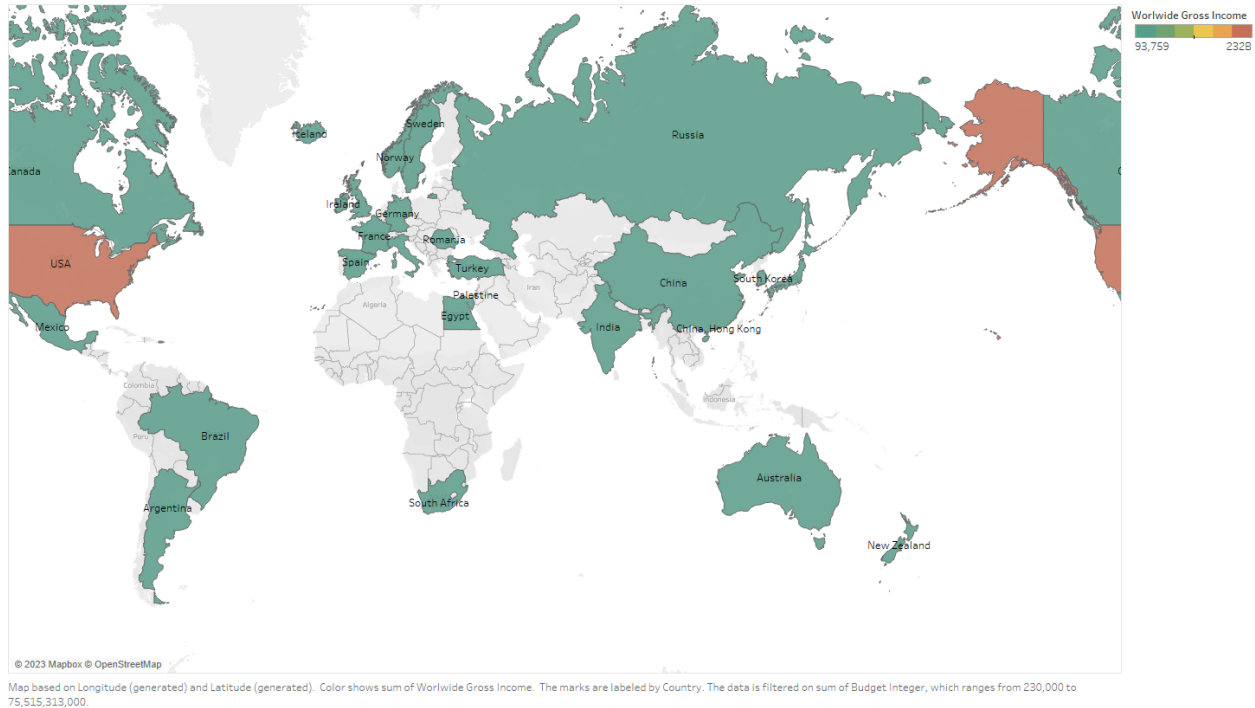 Worlwide Gross Income
93,759 232B
Sweden
Iceland
Russia
Norway
Canada
Ireland
Germany
France
Romania
USA
Spain
Turkey
China
South Korea
Iran
Palestine
Algeria
Egypt
Mexico
India
China, Hong Kong
Colombia
Indonesia
Peru
Brazil
Australia
South Africa
Argentina
New Zealand
© 2023 Mapbox © OpenStreetMap
Map based on Longitude (generated) and Latitude (generated). Color shows sum of Worlwide Gross Income. The marks are labeled by Country. The data is filtered on sum of Budget Integer, which ranges from 230,000 to
75,515,313,000.